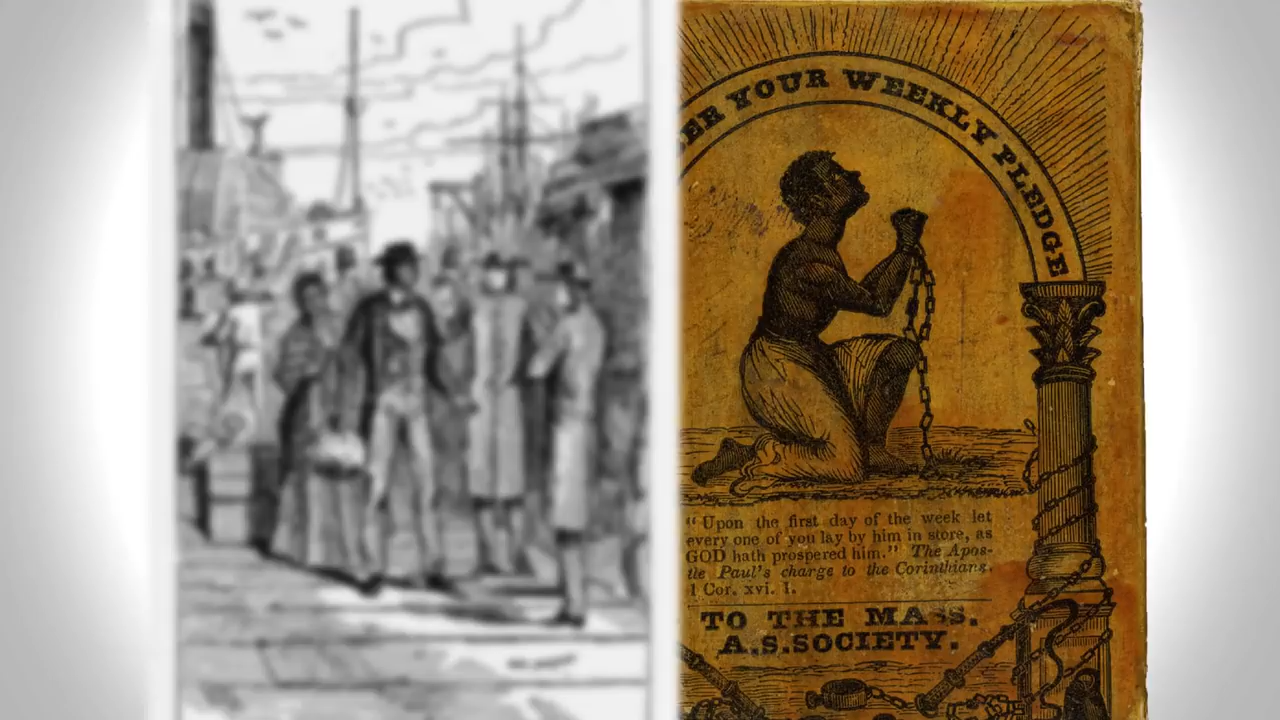 YOUR WEEKLY PLEDGE
“ Upon the first day of the week let
every one of you lay by him in store, as
GOD hath prospered him.” The Apos-
tle Paul's charge to the Corinthians.
1 Cor. xvi. 1.
TO THE MASS.
A.S.SOCIETY.